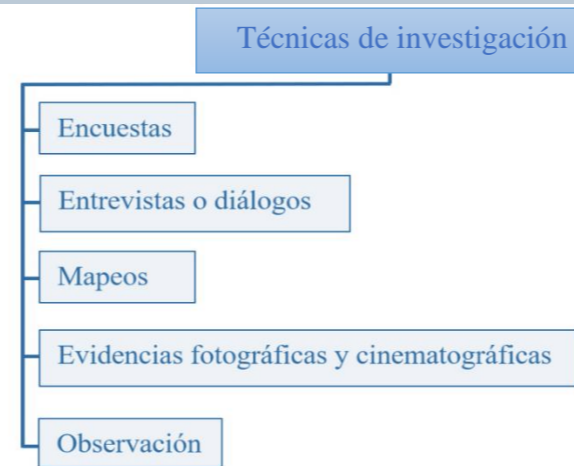 Técnicas de investigación
Encuestas
Entrevistas o diálogos
Mapeos
Evidencias fotográficas y cinematográficas
Observación